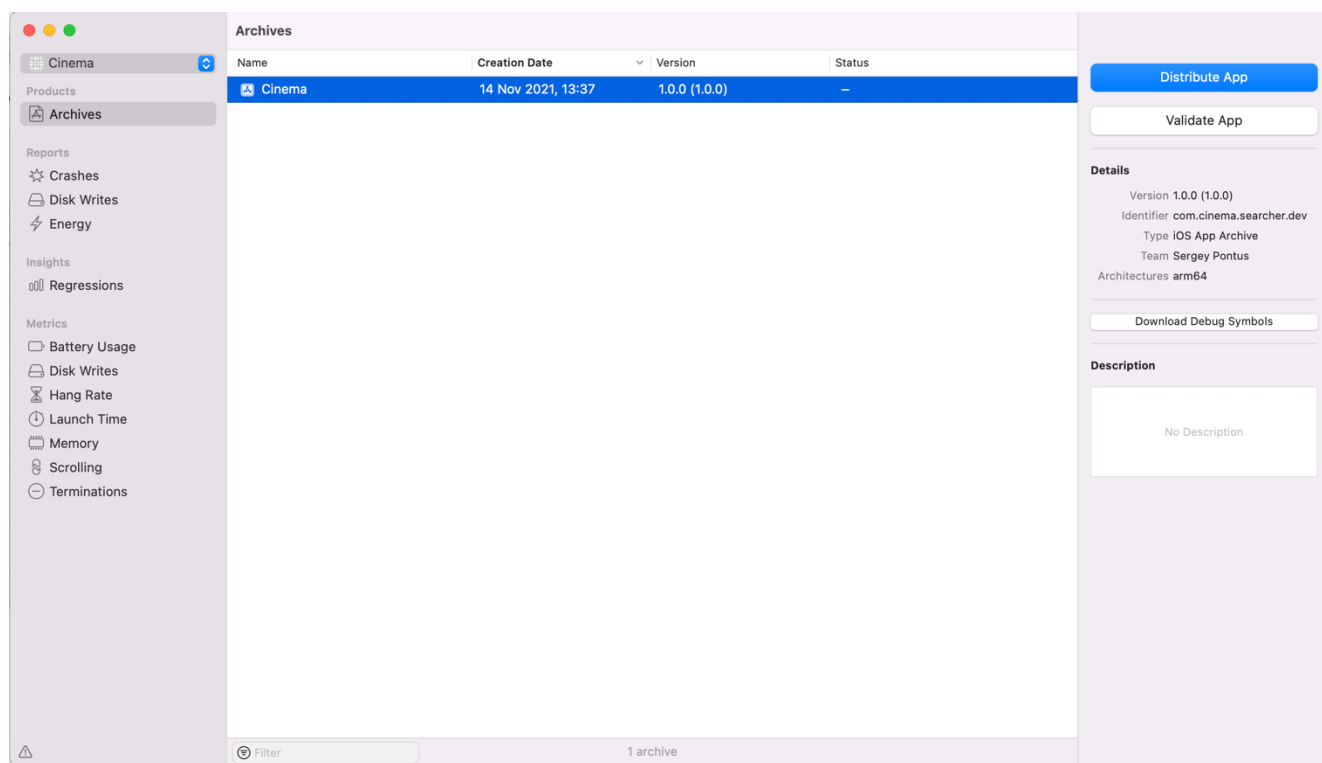 Cinema
Products
Archives
Reports
Crashes
Disk Writes
Energy
Insights
Regressions
Metrics
Battery Usage
Disk Writes
Hang Rate
Launch Time
Memory
Scrolling
Terminations
Archives
Name Creation Date Version Status
Cinema 14 Nov 2021, 13:37 1.0.0 (1.0.0) –
Filter
1 archive
Distribute App
Validate App
Details
Version 1.0.0 (1.0.0)
Identifier com.cinema.searcher.dev
Type iOS App Archive
Team Sergey Pontus
Architectures arm64
Download Debug Symbols
Description
No Description